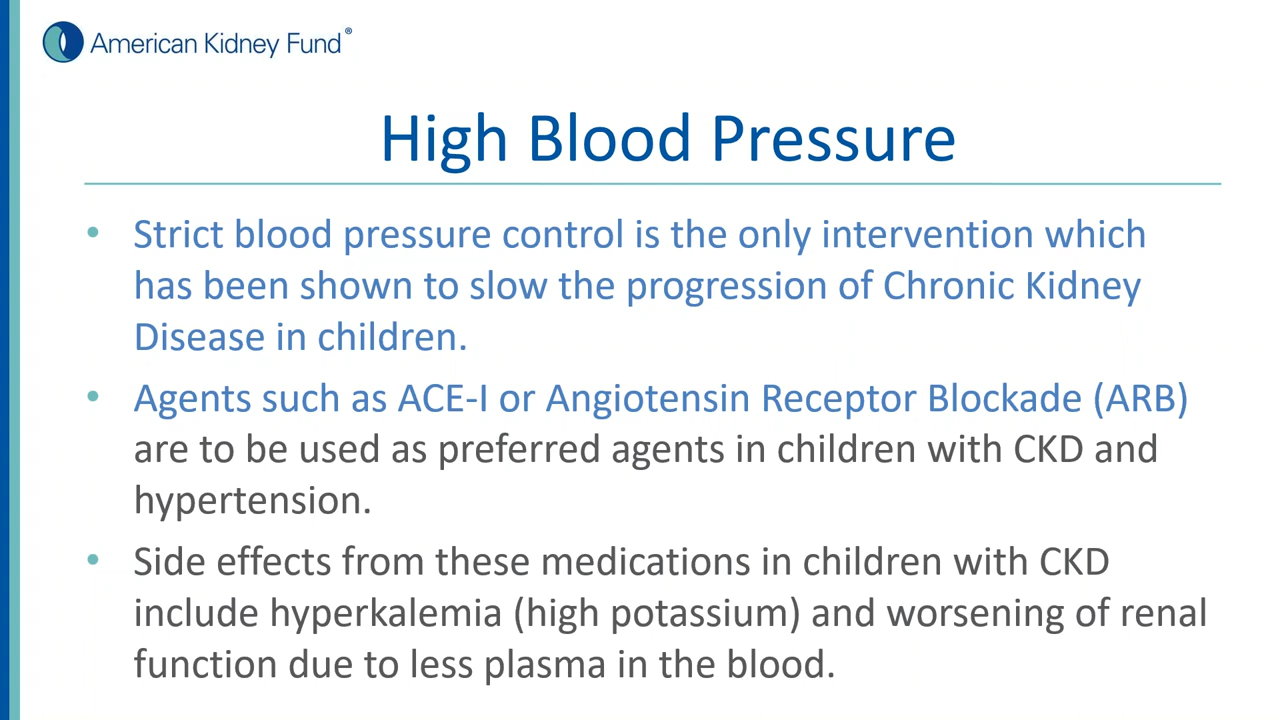 American Kidney Fund®
High Blood Pressure
• Strict blood pressure control is the only intervention which
has been shown to slow the progression of Chronic Kidney
Disease in children.
• Agents such as ACE-I or Angiotensin Receptor Blockade (ARB)
are to be used as preferred agents in children with CKD and
hypertension.
• Side effects from these medications in children with CKD
include hyperkalemia (high potassium) and worsening of renal
function due to less plasma in the blood.